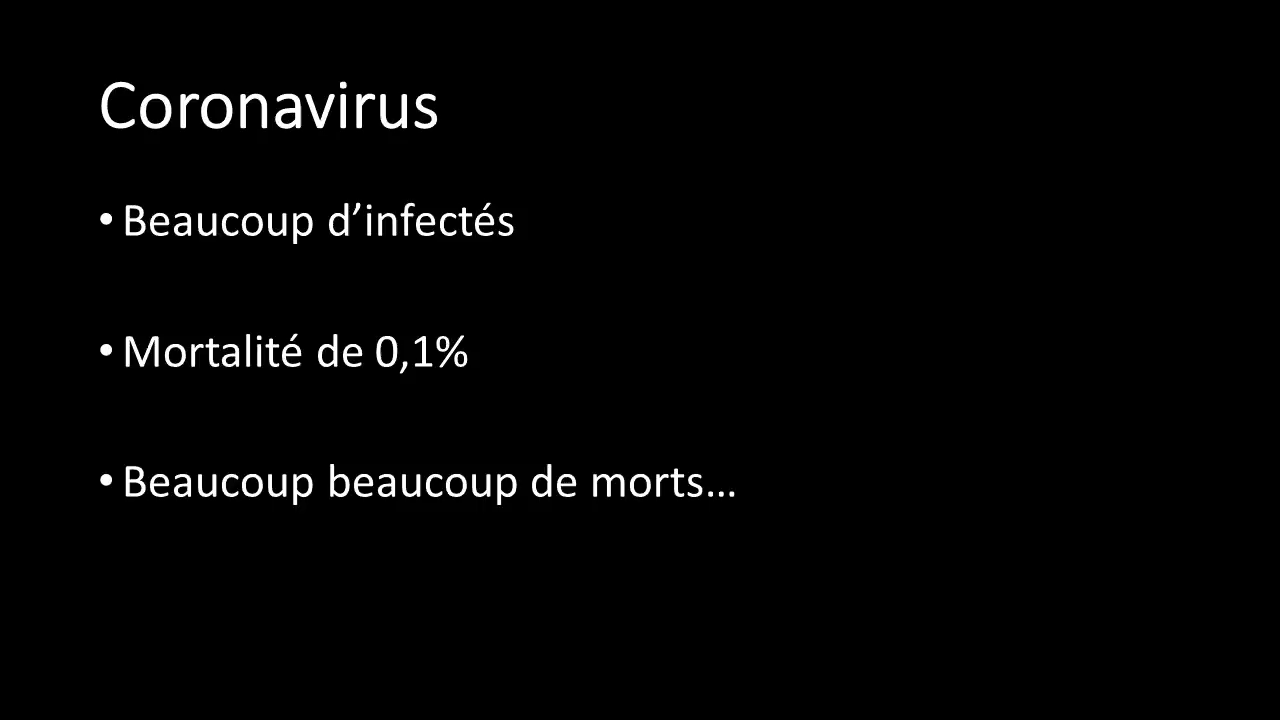 Coronavirus
• Beaucoup d’infectés
• Mortalité de 0,1%
• Beaucoup beaucoup de morts…